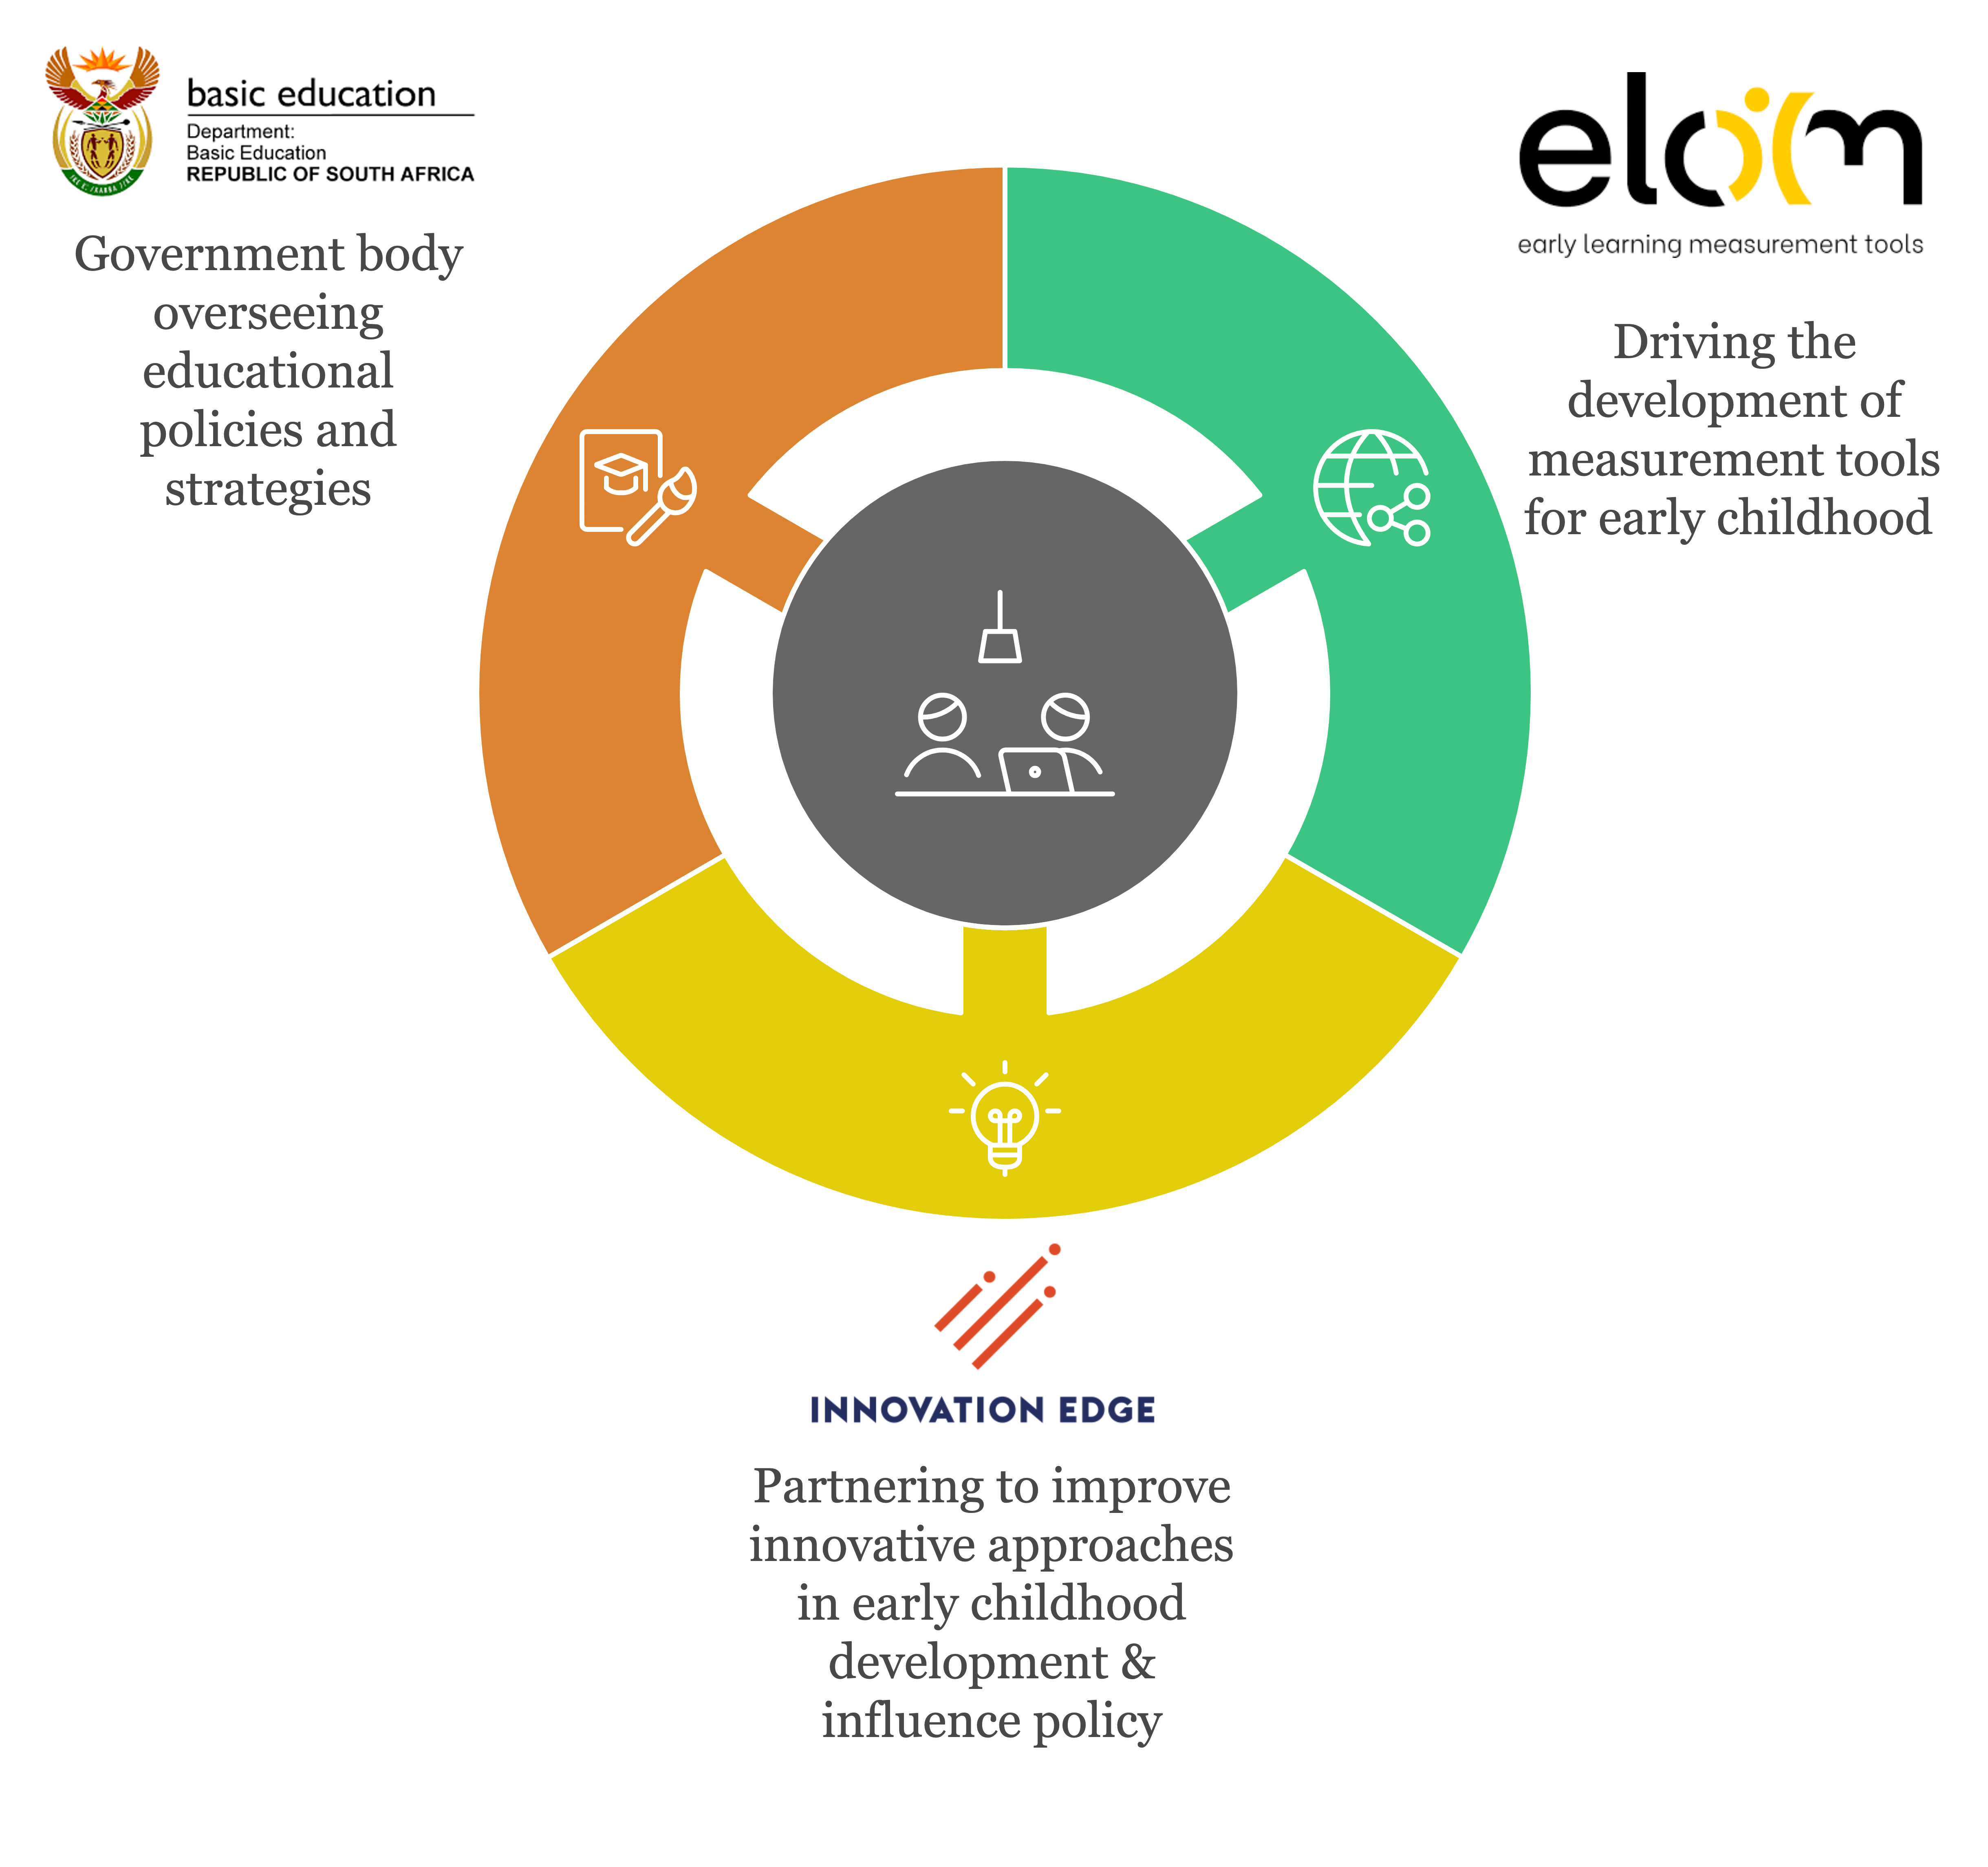 basic education
Department:
Basic Education
REPUBLIC OF SOUTH AFRICA
Government body
overseeing
educational
policies and
strategies
elom
early learning measurement tools
Driving the
development of
measurement tools
for early childhood
INNOVATION EDGE
Partnering to improve
innovative approaches
in early childhood
development &
influence policy